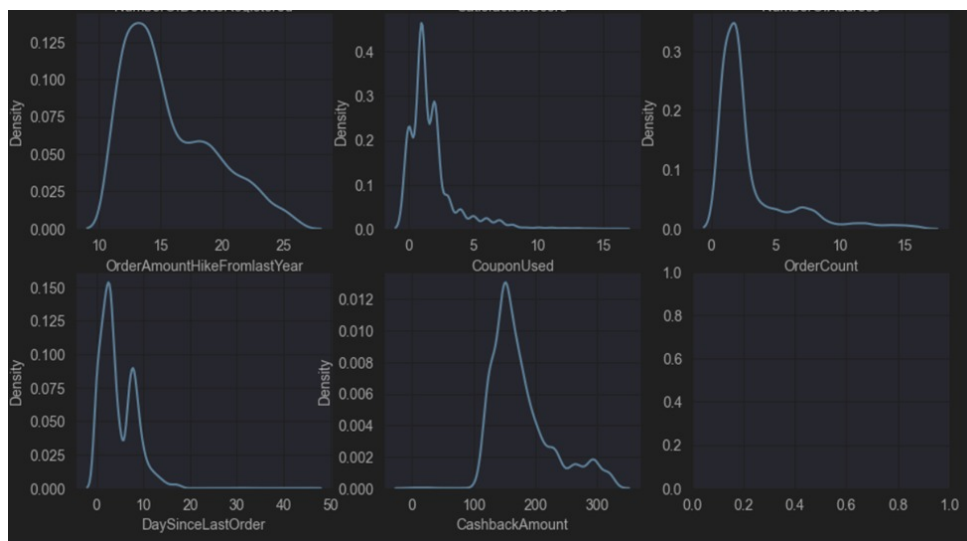 0.125
0.100
0.075
0.050
0.025
0.000
Density
10 15 20 25
OrderAmountHikeFromlastYear
0.4
0.3
0.2
0.1
0.0
Density
0 5 10 15
CouponUsed
0.3
0.2
0.1
0.0
Density
0 5 10 15
OrderCount
0.150
0.125
0.100
0.075
0.050
0.025
0.000
Density
0 10 20 30 40 50
DaySinceLastOrder
0.012
0.010
0.008
0.006
0.004
0.002
0.000
Density
0 100 200 300
CashbackAmount
1.0
0.8
0.6
0.4
0.2
0.0
0.0 0.2 0.4 0.6 0.8 1.0